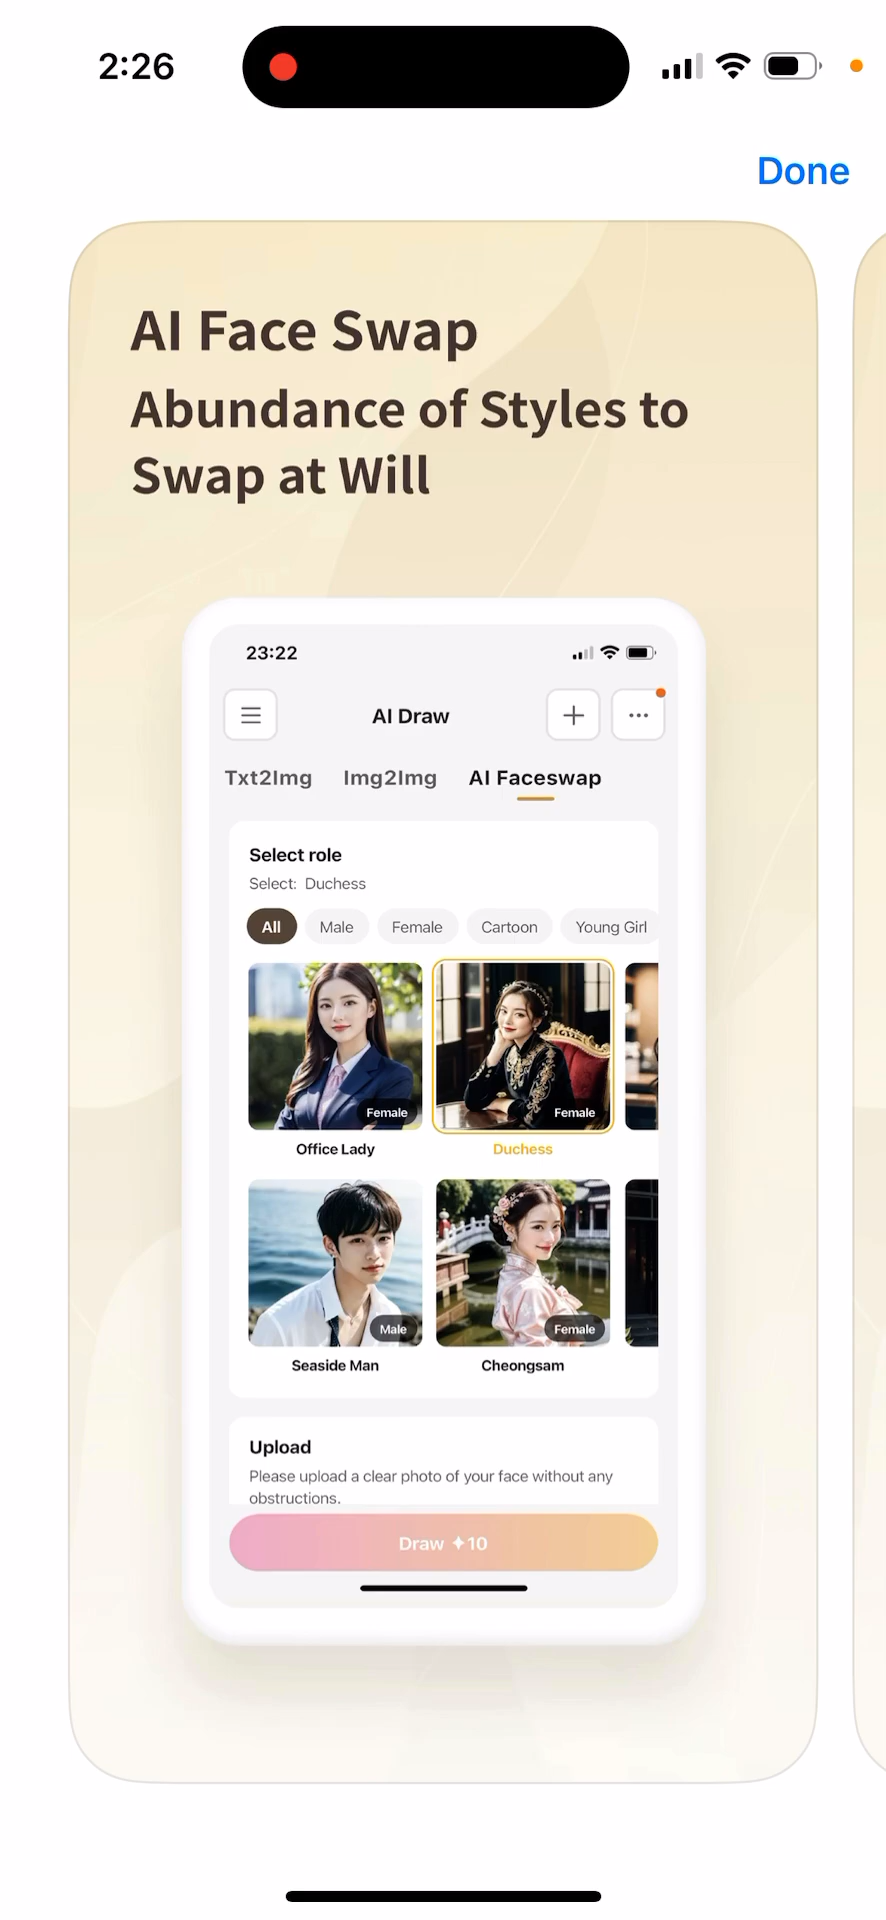 2:26
Done
AI Face Swap
Abundance of Styles to
Swap at Will
23:22
AI Draw
Txt2Img Img2Img AI Faceswap
Select role
Select: Duchess
All Male Female Cartoon Young Girl
Female Female
Office Lady Duchess
Male Female
Seaside Man Cheongsam
Upload
Please upload a clear photo of your face without any
obstructions.
Draw ✦10